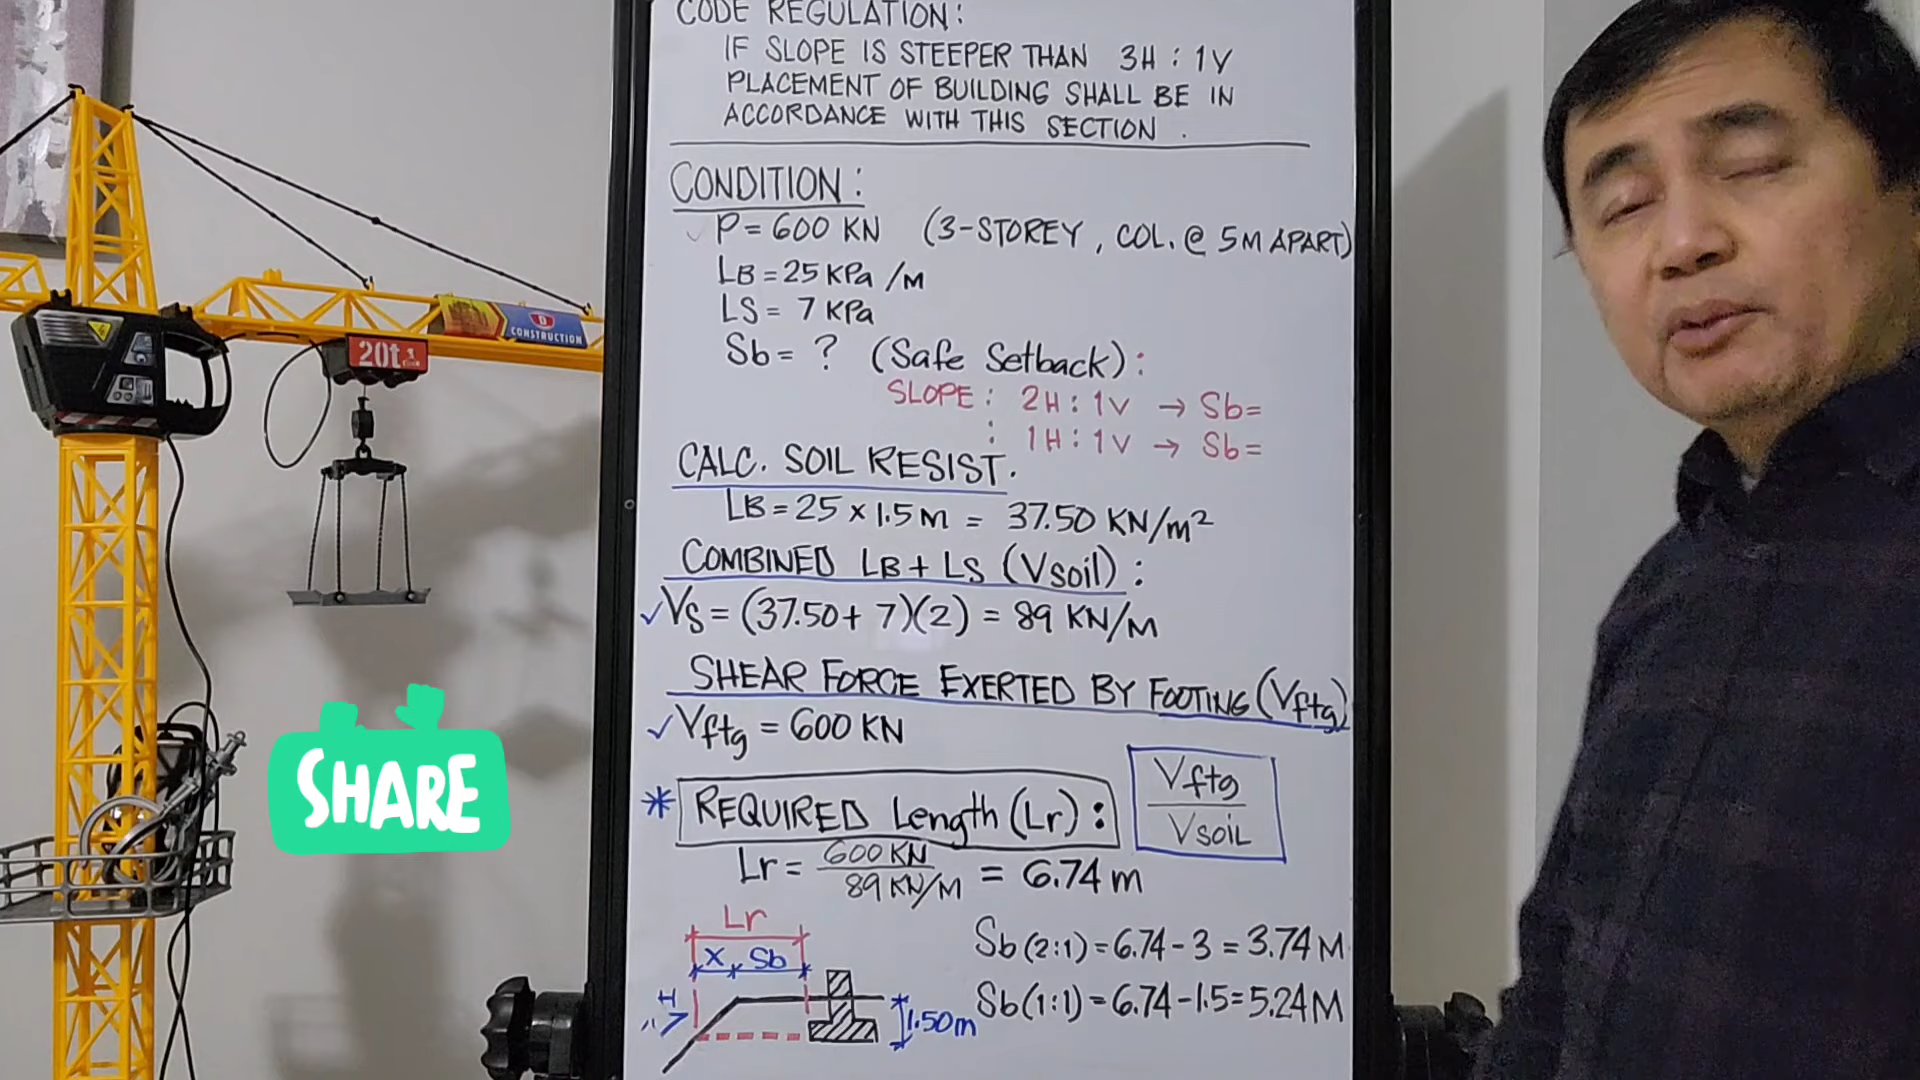 CODE REGULATION:
IF SLOPE IS STEEPER THAN 3H : 1V
PLACEMENT OF BUILDING SHALL BE IN
ACCORDANCE WITH THIS SECTION .
CONDITION:
P = 600 KN (3-STOREY, COL. @ 5M APART)
LB = 25 KPa /M
LS = 7 KPa
Sb = ? (Safe Setback):
SLOPE : 2H : 1V → Sb=
: 1H : 1V → Sb=
CALC. SOIL RESIST.
LB = 25 x 1.5M = 37.50 KN/m²
COMBINED LB + LS (Vsoil) :
✓VS = (37.50 + 7)(2) = 89 KN/M
SHEAR FORCE EXERTED BY FOOTING (Vftg)
✓Vftg = 600 KN
* REQUIRED Length (Lr) :
Vftg
VSOIL
Lr = 600 KN / 89 KN/M = 6.74 m
Lr
X Sb
H
1.50m
Sb (2:1) = 6.74 - 3 = 3.74 M
Sb (1:1) = 6.74 - 1.5 = 5.24 M
CONSTRUCTION
20t
SHARE